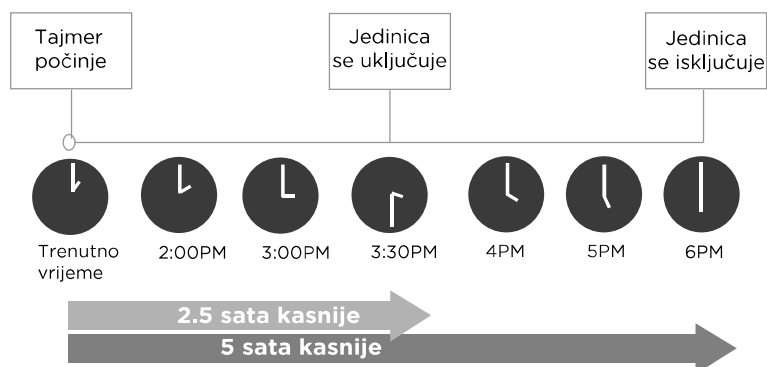 Tajmer
počinje
Jedinica
se uključuje
Jedinica
se isključuje
Trenutno
vrijeme
2:00PM
3:00PM
3:30PM
4PM
5PM
6PM
2.5 sata kasnije
5 sata kasnije